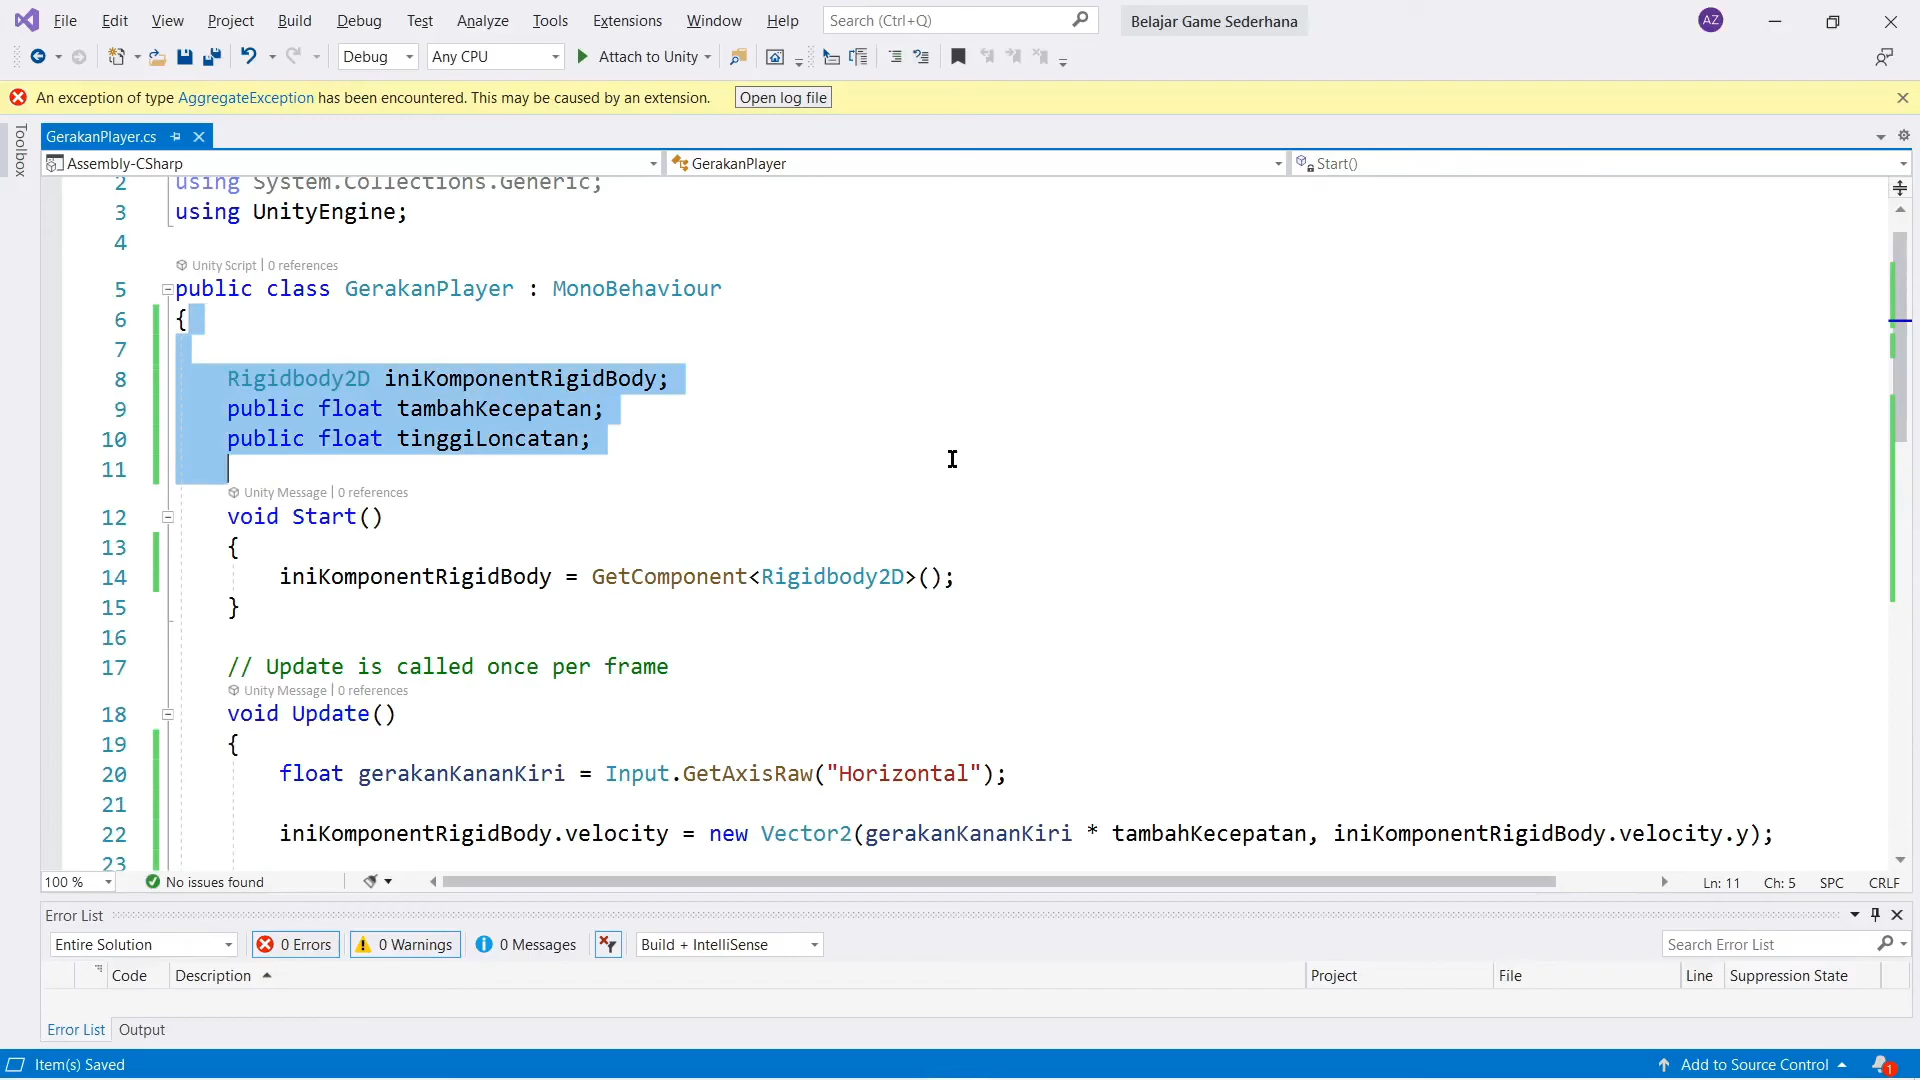 File Edit View Project Build Debug Test Analyze Tools Extensions Window Help Search (Ctrl+Q) Belajar Game Sederhana AZ
Debug Any CPU Attach to Unity
An exception of type AggregateException has been encountered. This may be caused by an extension. Open log file
Toolbox
GerakanPlayer.cs
Assembly-CSharp GerakanPlayer Start()
2 using System.Collections.Generic;
3 using UnityEngine;
4
Unity Script | 0 references
5 public class GerakanPlayer : MonoBehaviour
6 {
7
8 Rigidbody2D iniKomponentRigidBody;
9 public float tambahKecepatan;
10 public float tinggiLoncatan;
11
Unity Message | 0 references
12 void Start()
13 {
14 iniKomponentRigidBody = GetComponent<Rigidbody2D>();
15 }
16
17 // Update is called once per frame
Unity Message | 0 references
18 void Update()
19 {
20 float gerakanKananKiri = Input.GetAxisRaw("Horizontal");
21
22 iniKomponentRigidBody.velocity = new Vector2(gerakanKananKiri * tambahKecepatan, iniKomponentRigidBody.velocity.y);
23
100 % No issues found Ln: 11 Ch: 5 SPC CRLF
Error List
Entire Solution 0 Errors 0 Warnings 0 Messages Build + IntelliSense Search Error List
Code Description Project File Line Suppression State
Error List Output
Item(s) Saved Add to Source Control 1